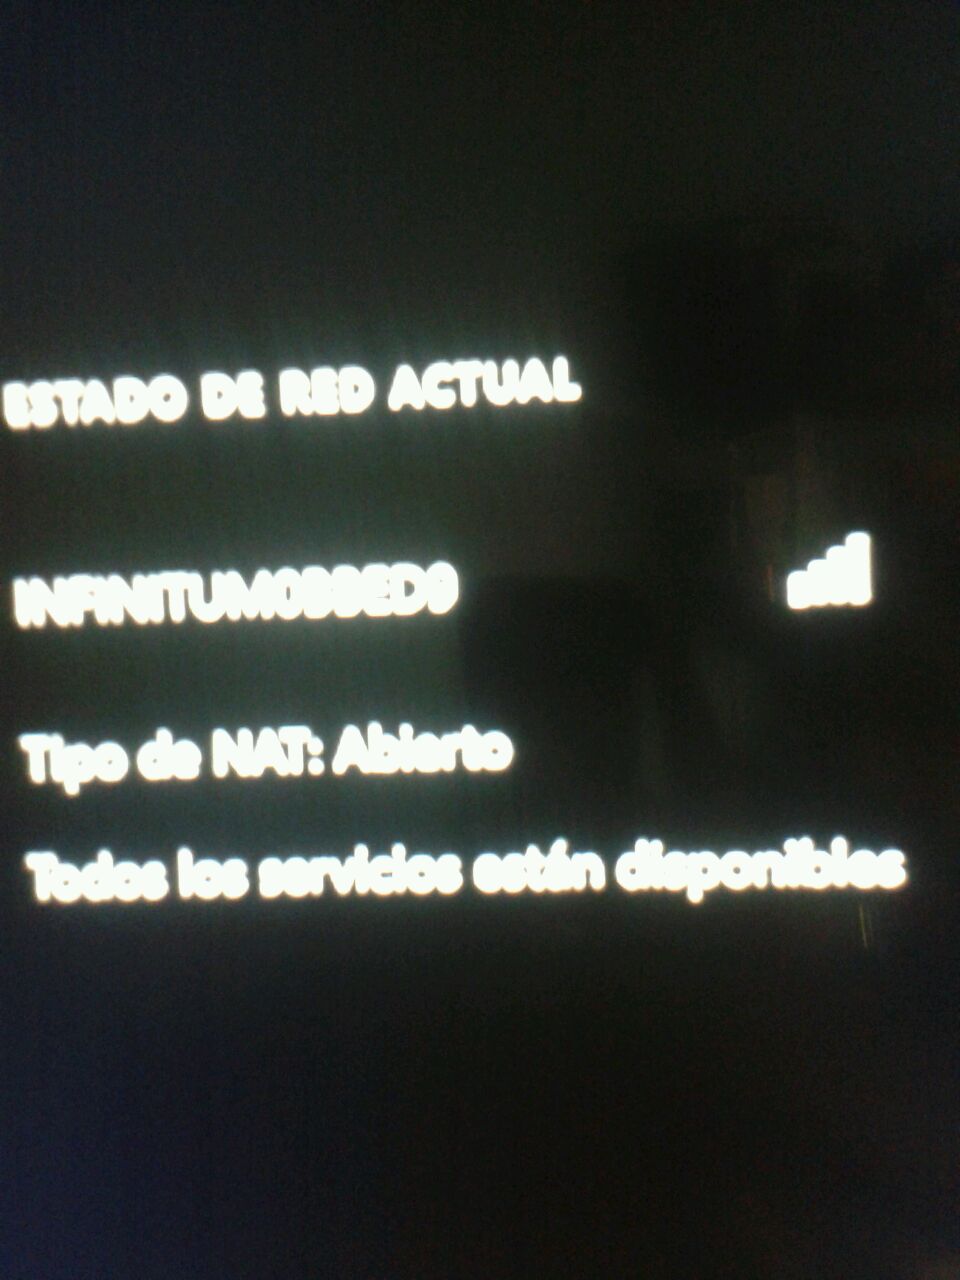 ESTADO DE RED ACTUAL
Tipo de NAT: Abierto
Todos los servicios están disponibles